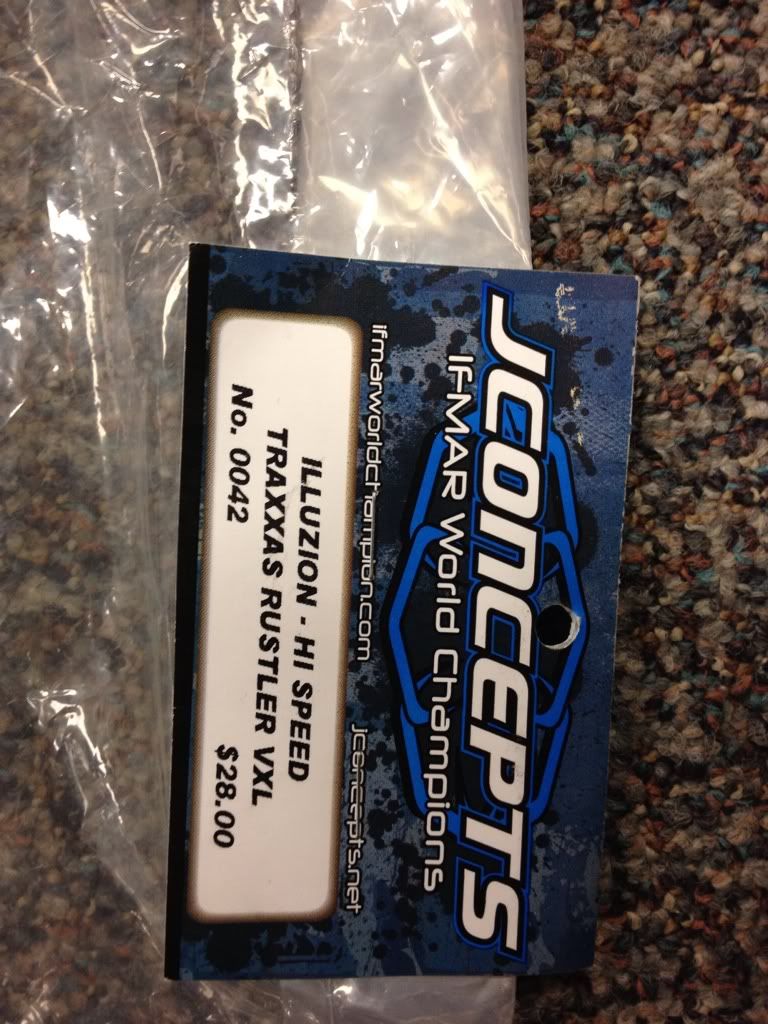 JCONCEPTS
IFMAR World Champions
ifmarworldchampion.com jconcepts.net
ILLUZION - HI SPEED
TRAXXAS RUSTLER VXL
No. 0042 $28.00